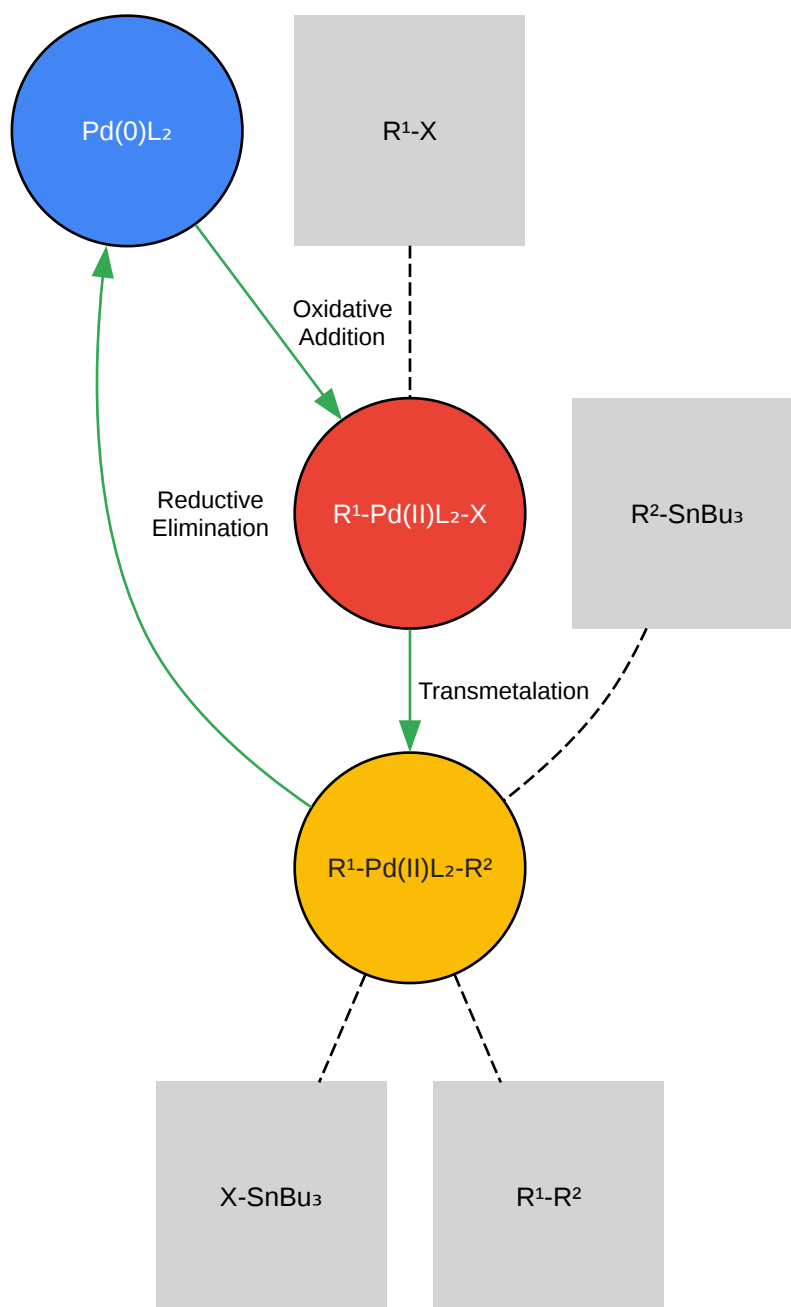 Pd(0)L₂
R¹-X
Oxidative
Addition
Reductive
Elimination
R¹-Pd(II)L₂-X
R²-SnBu₃
Transmetalation
R¹-Pd(II)L₂-R²
X-SnBu₃
R¹-R²